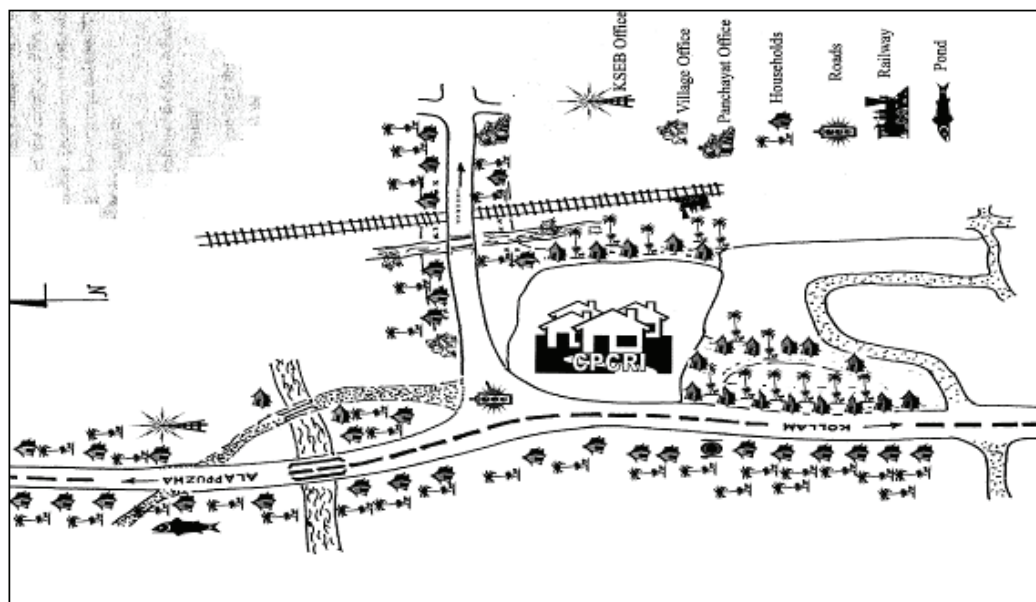 KSEB Office
Village Office
Panchayat Office
Households
Roads
Railway
Pond
N
CPCRI
KOLLAM
ALAPPUZHA